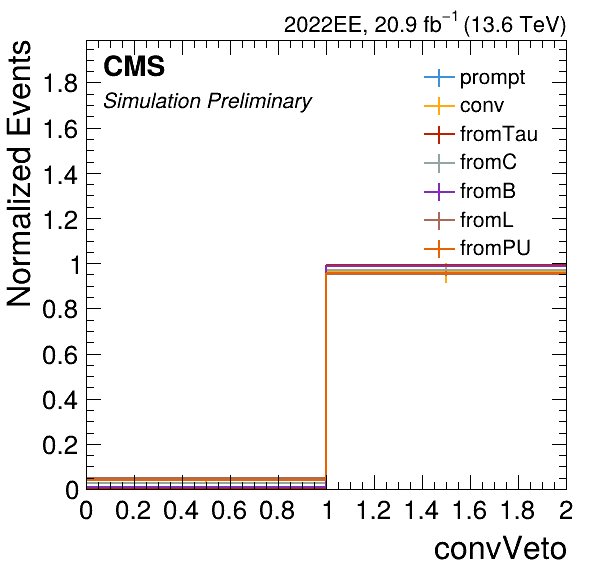 2022EE, 20.9 fb⁻¹ (13.6 TeV)
CMS
Simulation Preliminary
prompt
conv
fromTau
fromC
fromB
fromL
fromPU
Normalized Events
1.8
1.6
1.4
1.2
1
0.8
0.6
0.4
0.2
0
0 0.2 0.4 0.6 0.8 1 1.2 1.4 1.6 1.8 2
convVeto